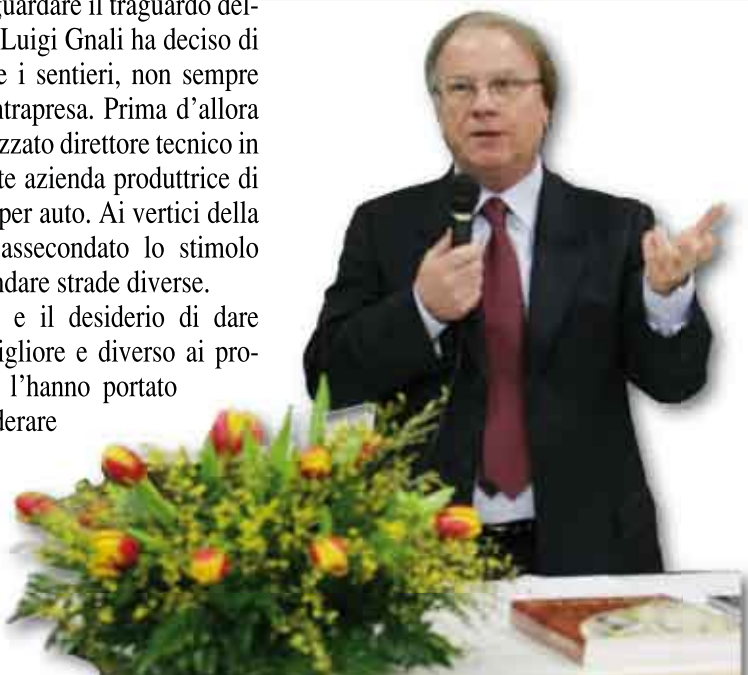 guardare il traguardo del-
Luigi Gnali ha deciso di
e i sentieri, non sempre
ntrapresa. Prima d'allora
zzato direttore tecnico in
te azienda produttrice di
per auto. Ai vertici della
assecondato lo stimolo
ndare strade diverse.
e il desiderio di dare
igliore e diverso ai pro-
l'hanno portato
derare